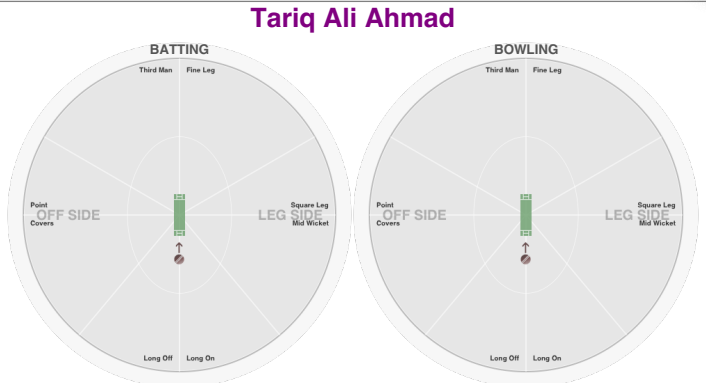 Tariq Ali Ahmad
BATTING
Third Man Fine Leg
Point
OFF SIDE
Covers
Square Leg
LEG SIDE
Mid Wicket
Long Off Long On
BOWLING
Third Man Fine Leg
Point
OFF SIDE
Covers
Square Leg
LEG SIDE
Mid Wicket
Long Off Long On